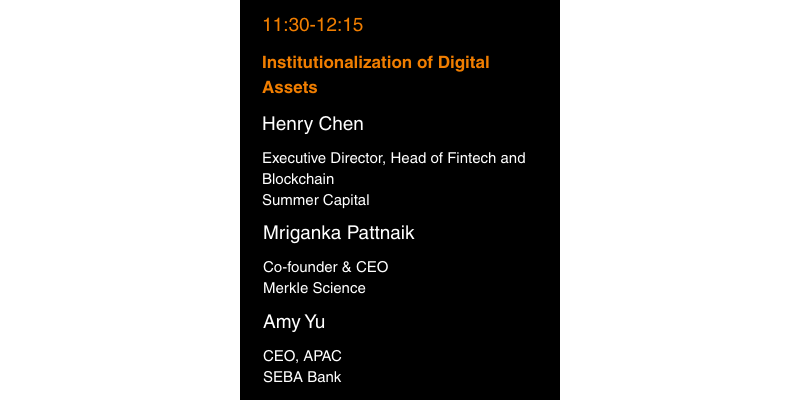 11:30-12:15
Institutionalization of Digital
Assets
Henry Chen
Executive Director, Head of Fintech and
Blockchain
Summer Capital
Mriganka Pattnaik
Co-founder & CEO
Merkle Science
Amy Yu
CEO, APAC
SEBA Bank